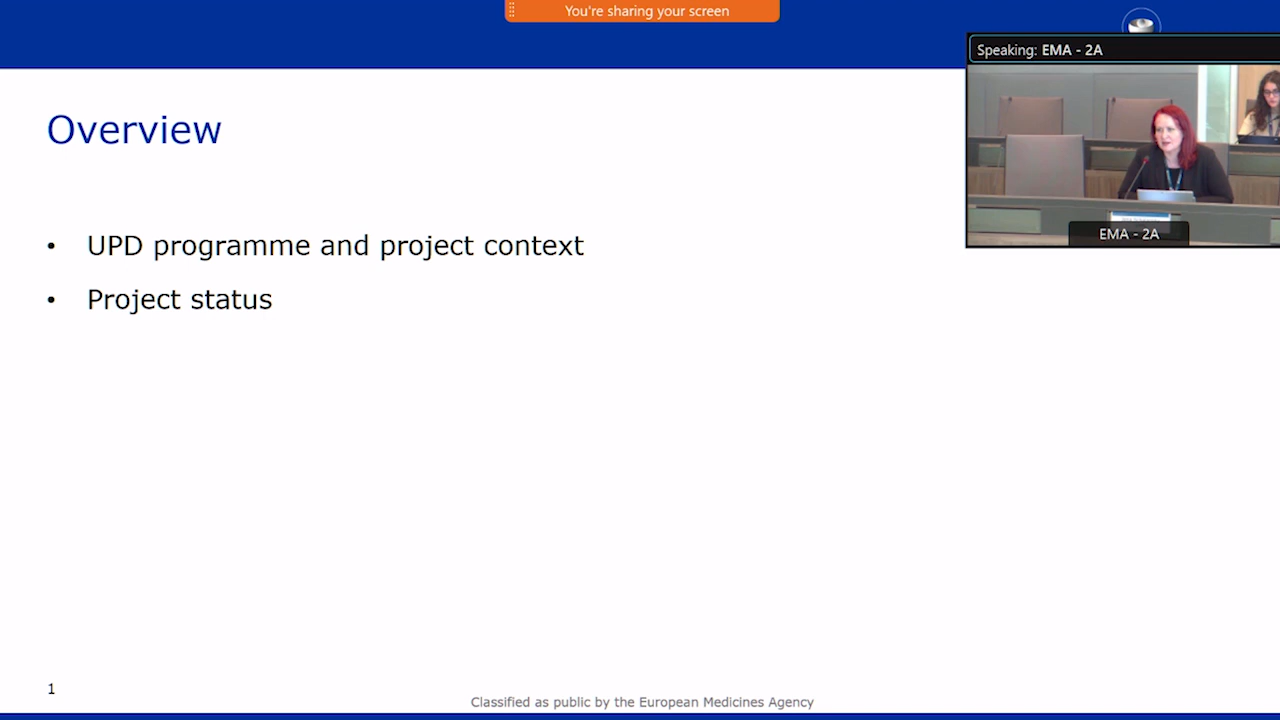 You're sharing your screen
Speaking: EMA - 2A
EMA - 2A
Overview
• UPD programme and project context
• Project status
1
Classified as public by the European Medicines Agency